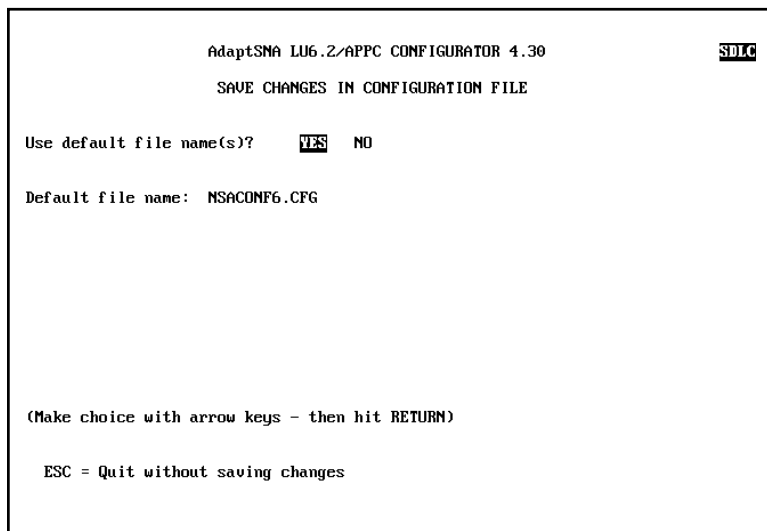 AdaptSNA LU6.2/APPC CONFIGURATOR 4.30 SDLC
SAVE CHANGES IN CONFIGURATION FILE
Use default file name(s)? YES NO
Default file name: NSACONF6.CFG
(Make choice with arrow keys - then hit RETURN)
ESC = Quit without saving changes